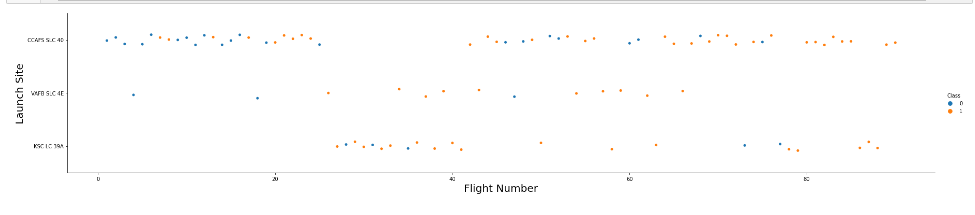 CCAFS SLC 40
VAFB SLC 4E
KSC LC 39A
Launch Site
0
20
40
60
80
Flight Number
Class
0
1